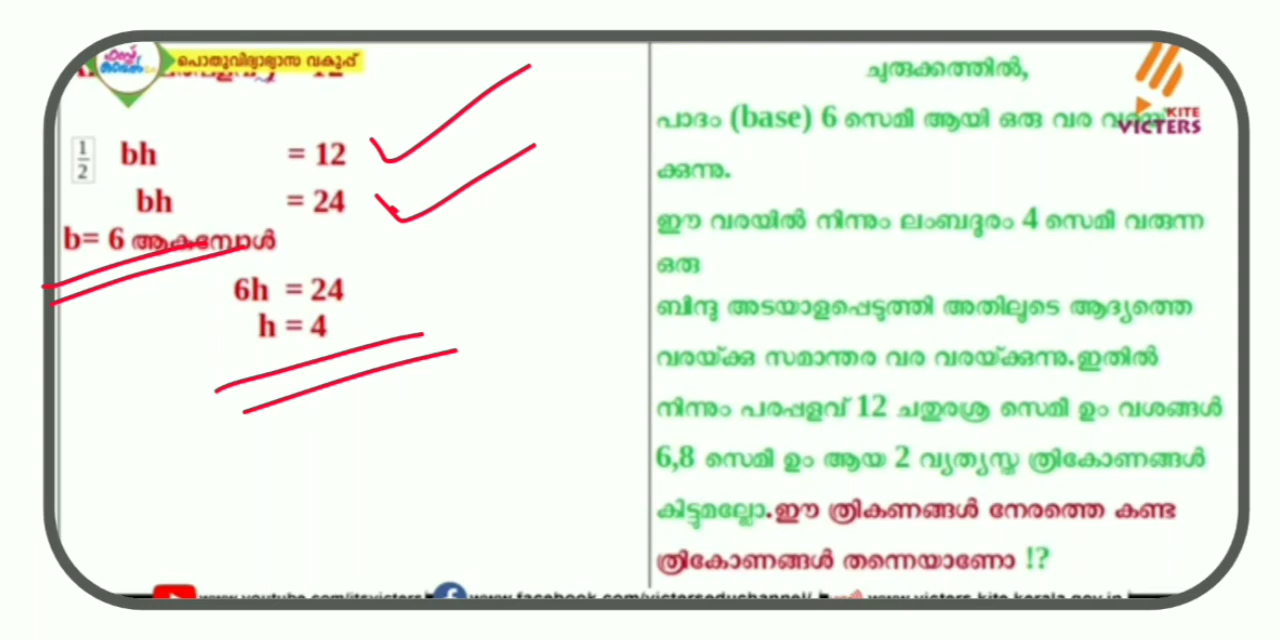 പൊതുവിദ്യാഭ്യാസ വകുപ്പ്
1/2 bh = 12
bh = 24
b= 6 ആകുമ്പോൾ
6h = 24
h = 4
ചുരുക്കത്തിൽ,
KITE
VICTERS
പാദം (base) 6 സെമീ ആയി ഒരു വര
ക്കുന്നു.
ഈ വരയിൽ നിന്നും ലംബദൂരം 4 സെമീ വരുന്ന
ഒരു
ബിന്ദു അടയാളപ്പെടുത്തി അതിലൂടെ ആദ്യത്തെ
വരയ്ക്കു സമാന്തര വര വരയ്ക്കുന്നു.ഇതിൽ
നിന്നും പരപ്പളവ് 12 ചതുരശ്ര സെമീ ഉം വശങ്ങൾ
6,8 സെമീ ഉം ആയ 2 വ്യത്യസ്ത ത്രികോണങ്ങൾ
കിട്ടുമല്ലോ.ഈ ത്രികണങ്ങൾ നേരത്തെ കണ്ട
ത്രികോണങ്ങൾ തന്നെയാണോ !?